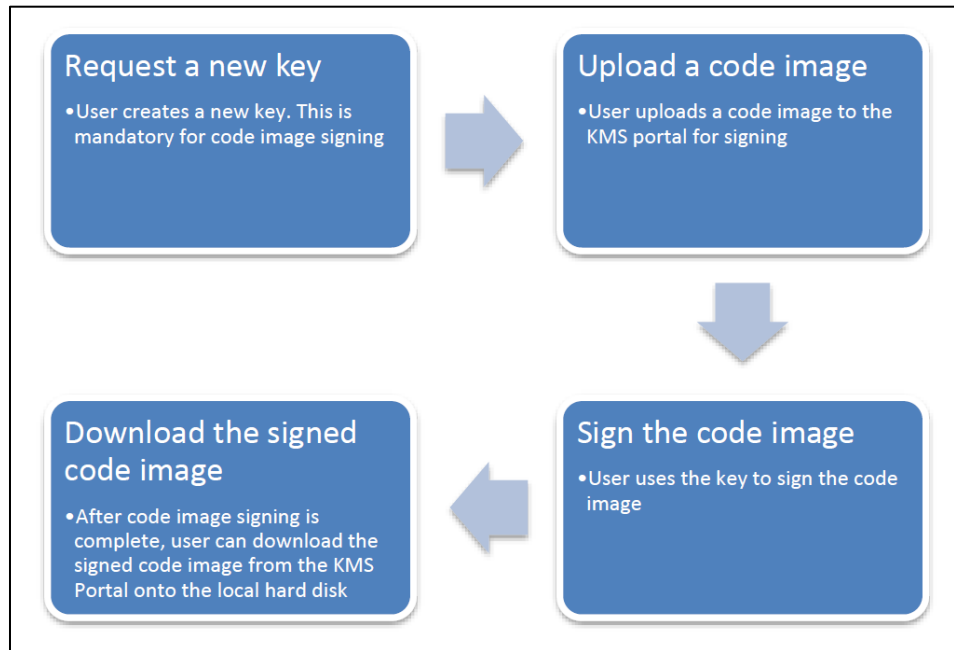 Request a new key
•User creates a new key. This is
mandatory for code image signing
Upload a code image
•User uploads a code image to the
KMS portal for signing
Sign the code image
•User uses the key to sign the code
image
Download the signed
code image
•After code image signing is
complete, user can download the
signed code image from the KMS
Portal onto the local hard disk